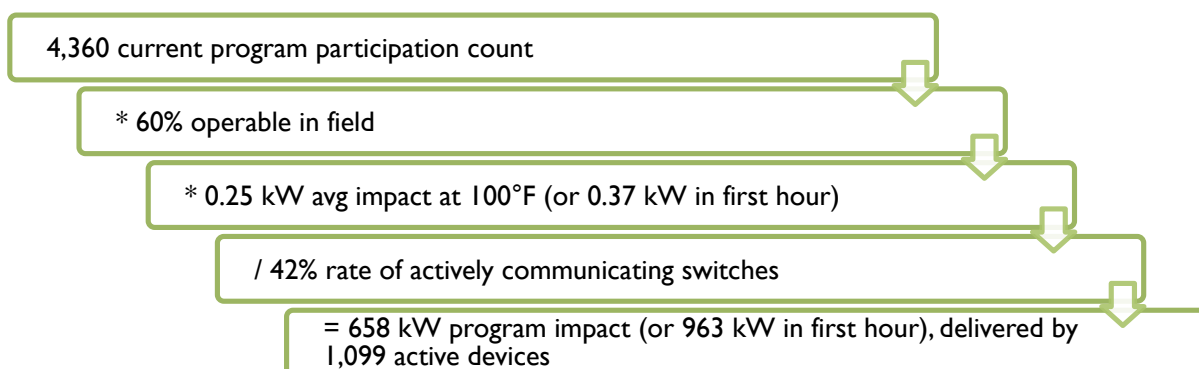 4,360 current program participation count
* 60% operable in field
* 0.25 kW avg impact at 100°F (or 0.37 kW in first hour)
/ 42% rate of actively communicating switches
= 658 kW program impact (or 963 kW in first hour), delivered by
1,099 active devices